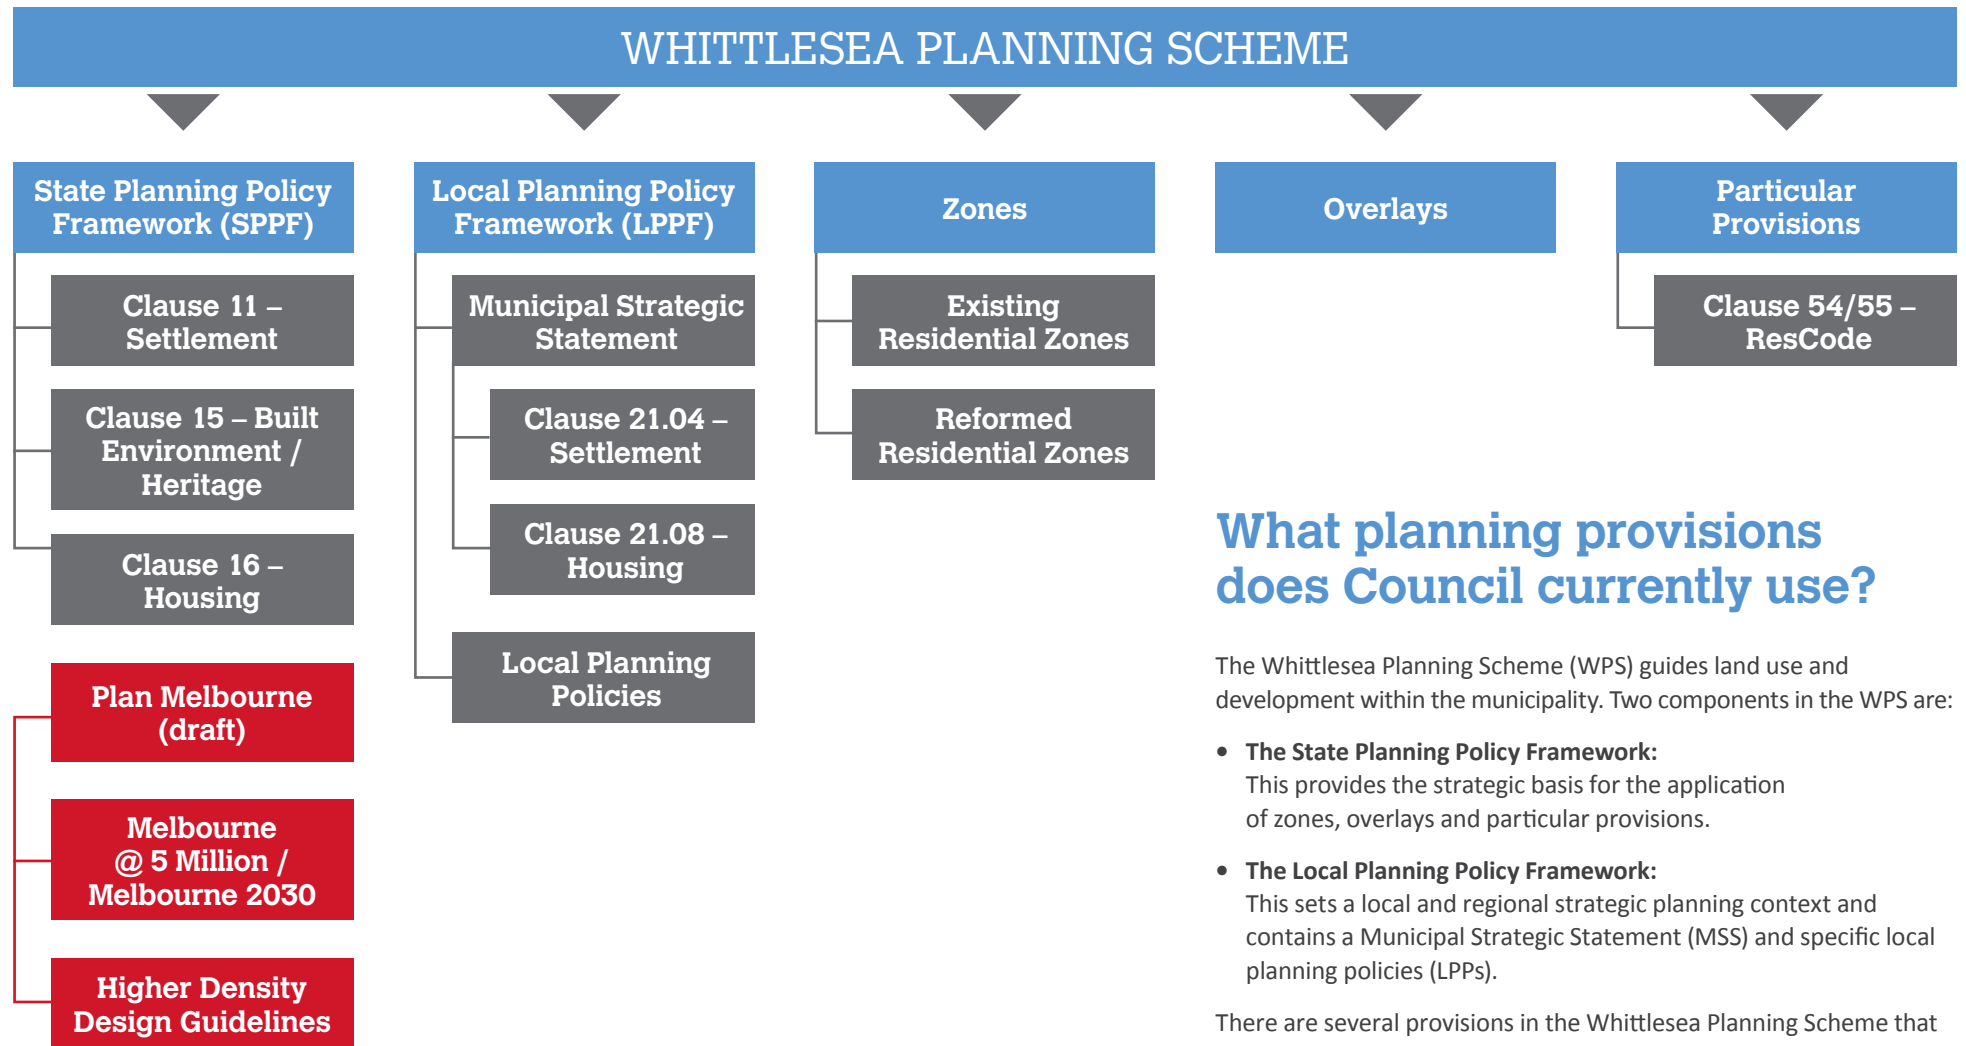 WHITTLESEA PLANNING SCHEME
State Planning Policy
Framework (SPPF)
Clause 11 –
Settlement
Clause 15 – Built
Environment /
Heritage
Clause 16 –
Housing
Plan Melbourne
(draft)
Melbourne
@ 5 Million /
Melbourne 2030
Higher Density
Design Guidelines
Local Planning Policy
Framework (LPPF)
Municipal Strategic
Statement
Clause 21.04 –
Settlement
Clause 21.08 –
Housing
Local Planning
Policies
Zones
Existing
Residential Zones
Reformed
Residential Zones
Overlays
Particular
Provisions
Clause 54/55 –
ResCode
What planning provisions
does Council currently use?
The Whittlesea Planning Scheme (WPS) guides land use and
development within the municipality. Two components in the WPS are:
• The State Planning Policy Framework:
This provides the strategic basis for the application
of zones, overlays and particular provisions.
• The Local Planning Policy Framework:
This sets a local and regional strategic planning context and
contains a Municipal Strategic Statement (MSS) and specific local
planning policies (LPPs).
There are several provisions in the Whittlesea Planning Scheme that